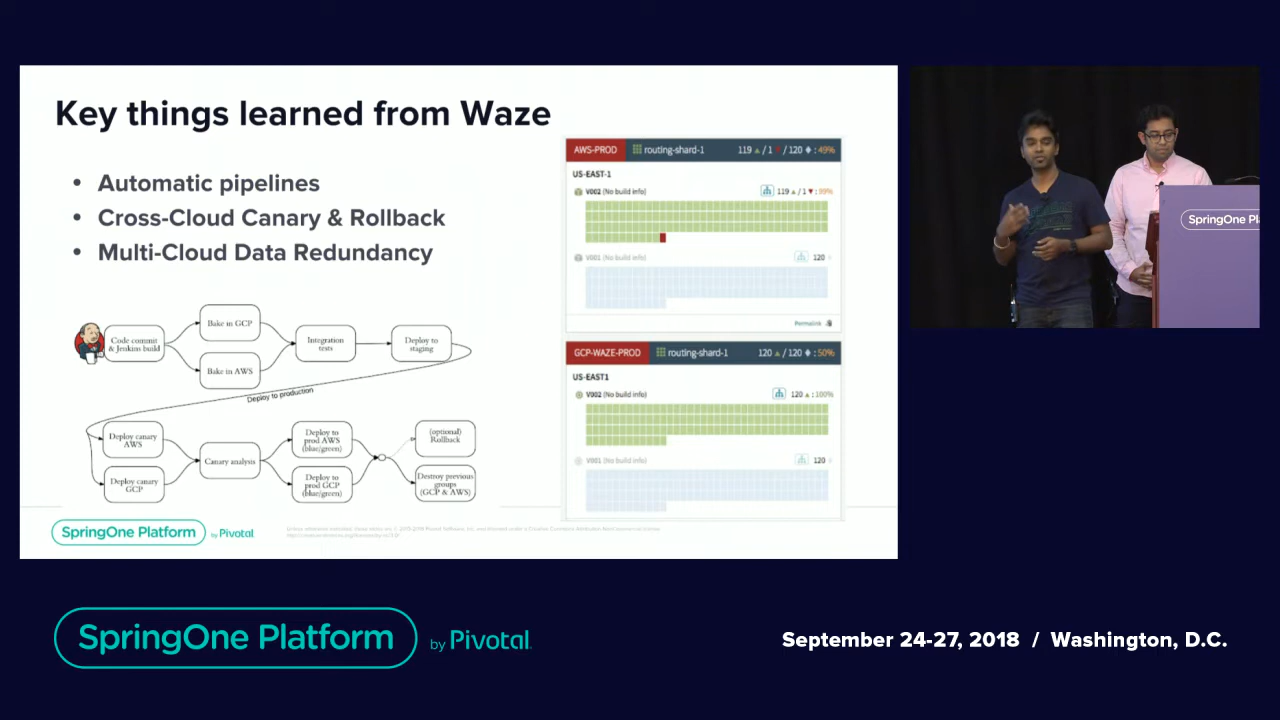 Key things learned from Waze
• Automatic pipelines
• Cross-Cloud Canary & Rollback
• Multi-Cloud Data Redundancy
Code commit
& Jenkins build
Bake in GCP
Bake in AWS
Integration
tests
Deploy to
staging
Deploy to production
Deploy canary
AWS
Deploy canary
GCP
Canary analysis
Deploy to
prod AWS
(blue/green)
Deploy to
prod GCP
(blue/green)
(optional)
Rollback
Destroy previous
groups
(GCP & AWS)
AWS-PROD routing-shard-1 119 / 1 / 120 : 49%
US-EAST-1
V002 (No build info) 119 / 1 : 99%
V001 (No build info) 120
Permalink
GCP-WAZE-PROD routing-shard-1 120 / 120 : 50%
US-EAST1
V002 (No build info) 120 : 100%
V001 (No build info) 120
SpringOne Platform by Pivotal
SpringOne Pl
SpringOne Platform by Pivotal
September 24-27, 2018 / Washington, D.C.